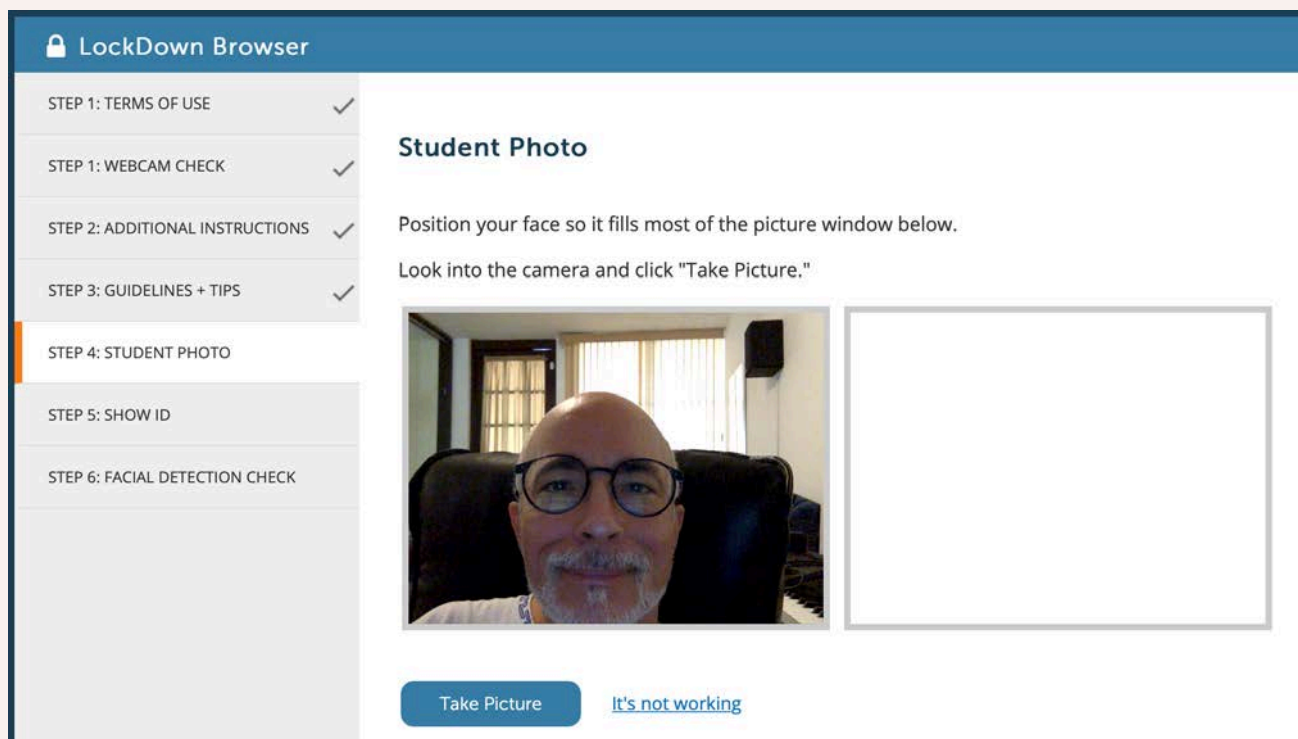 LockDown Browser
STEP 1: TERMS OF USE
STEP 1: WEBCAM CHECK
STEP 2: ADDITIONAL INSTRUCTIONS
STEP 3: GUIDELINES + TIPS
STEP 4: STUDENT PHOTO
STEP 5: SHOW ID
STEP 6: FACIAL DETECTION CHECK
Student Photo
Position your face so it fills most of the picture window below.
Look into the camera and click "Take Picture."
Take Picture
It's not working